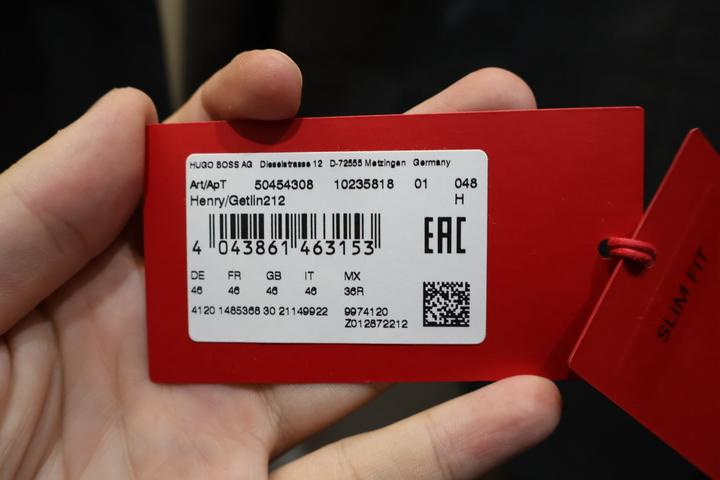 HUGO BOSS AG Dieselstrasse 12 D-72555 Metzingen Germany
Art/ApT 50454308 10235818 01 048
Henry/Getlin212 H
4 043861 463153
EAC
DE FR GB IT MX
46 46 46 46 36R
4120 1485368 30 21149922 9974120
Z012872212
SLIM FIT